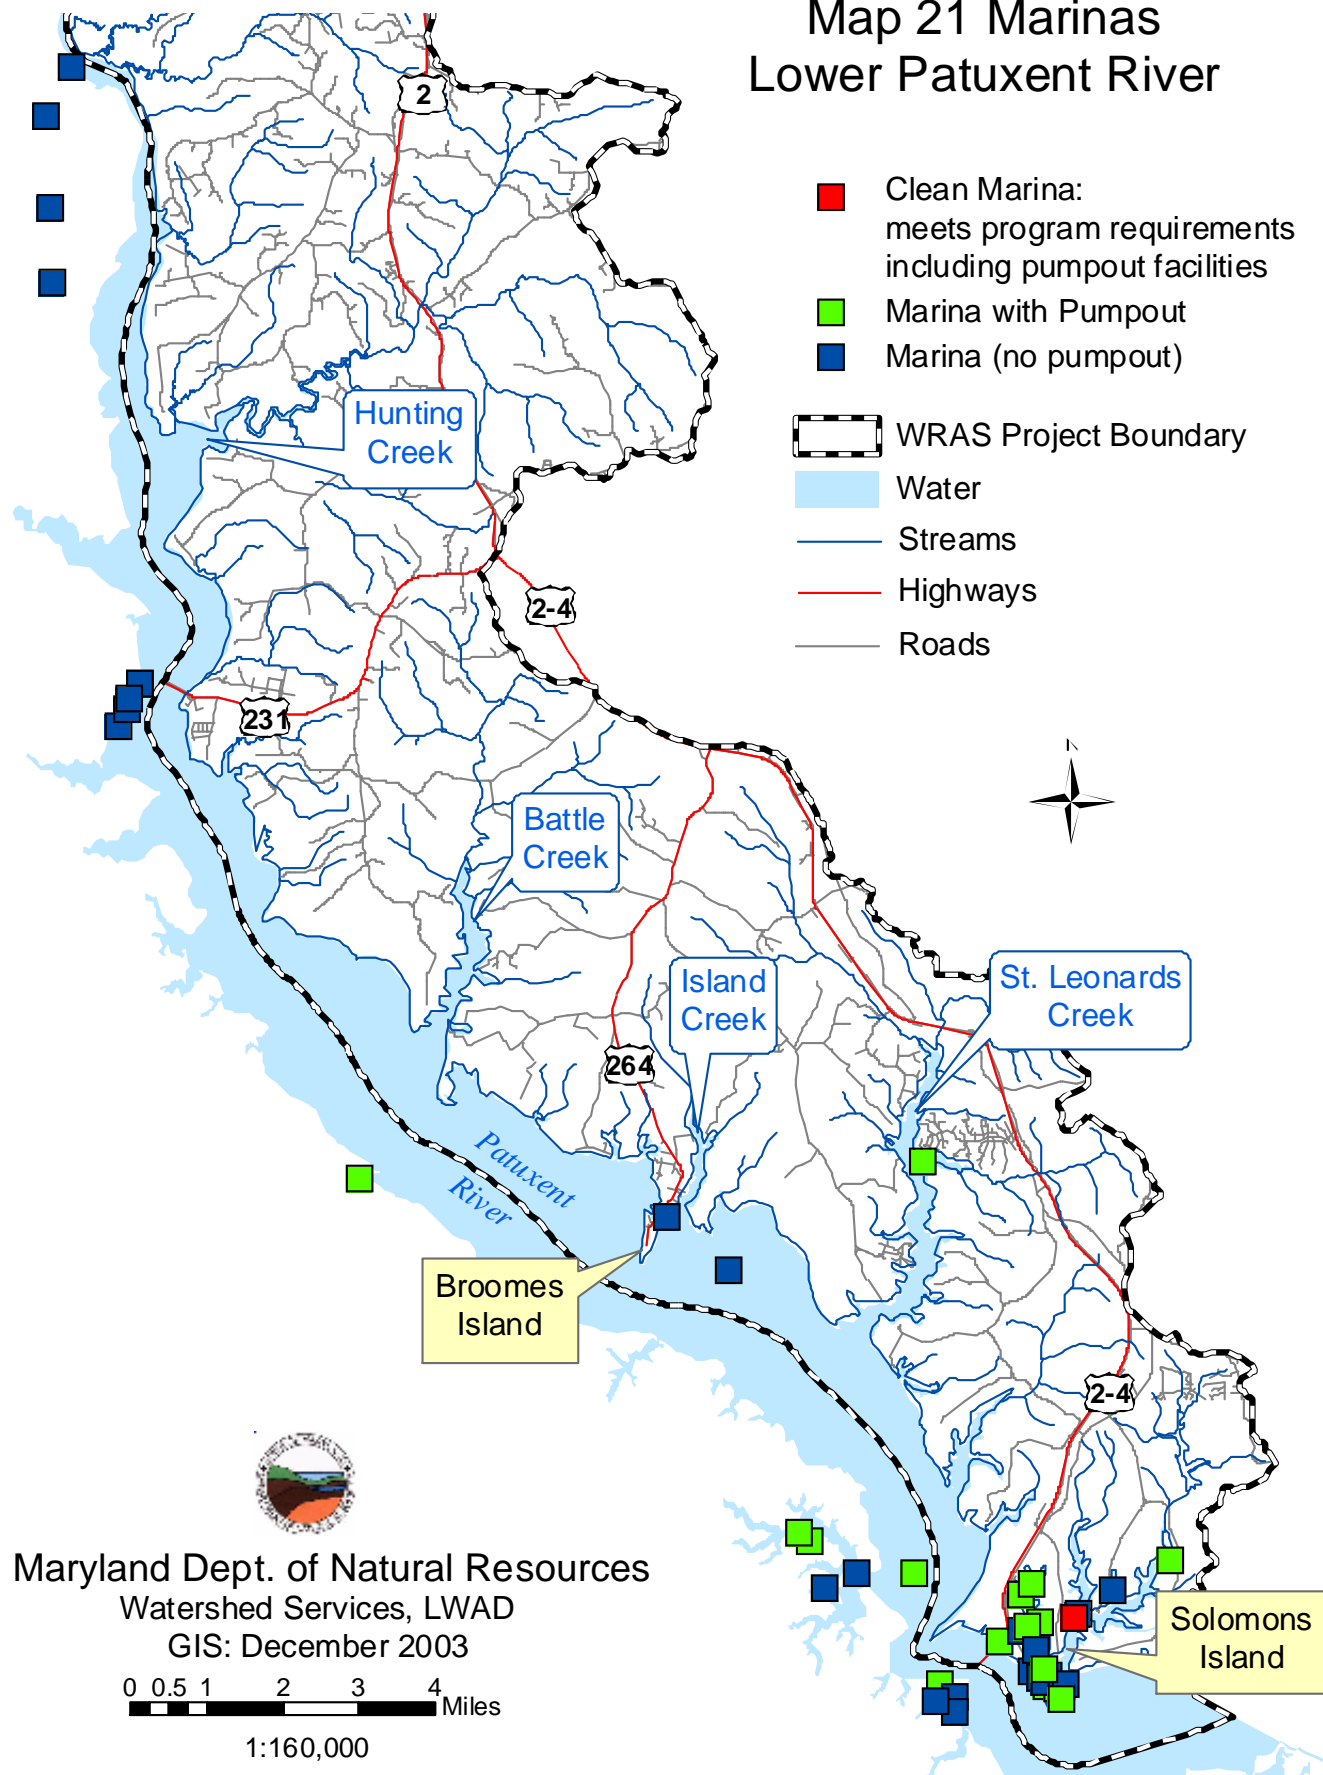 Map 21 Marinas
Lower Patuxent River
Clean Marina:
meets program requirements
including pumpout facilities
Marina with Pumpout
Marina (no pumpout)
WRAS Project Boundary
Water
Streams
Highways
Roads
2
Hunting
Creek
2-4
231
Battle
Creek
Island
Creek
St. Leonards
Creek
264
Patuxent
River
Broomes
Island
2-4
Solomons
Island
Maryland Dept. of Natural Resources
Watershed Services, LWAD
GIS: December 2003
0 0.5 1 2 3 4
Miles
1:160,000